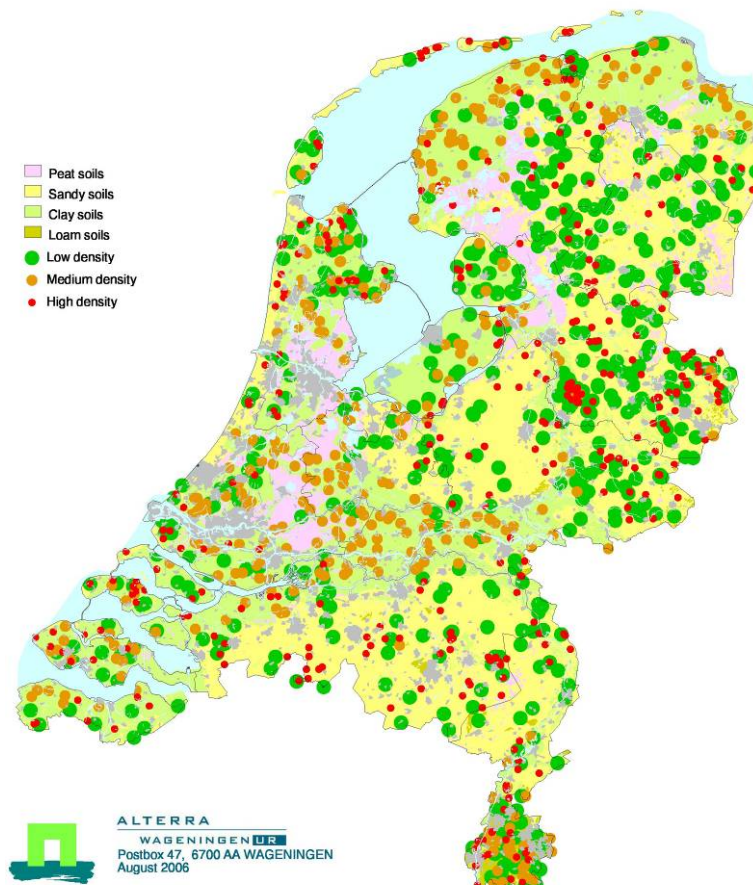 Peat soils
Sandy soils
Clay soils
Loam soils
Low density
Medium density
High density
ALTERRA
WAGENINGEN UR
Postbox 47, 6700 AA WAGENINGEN
August 2006